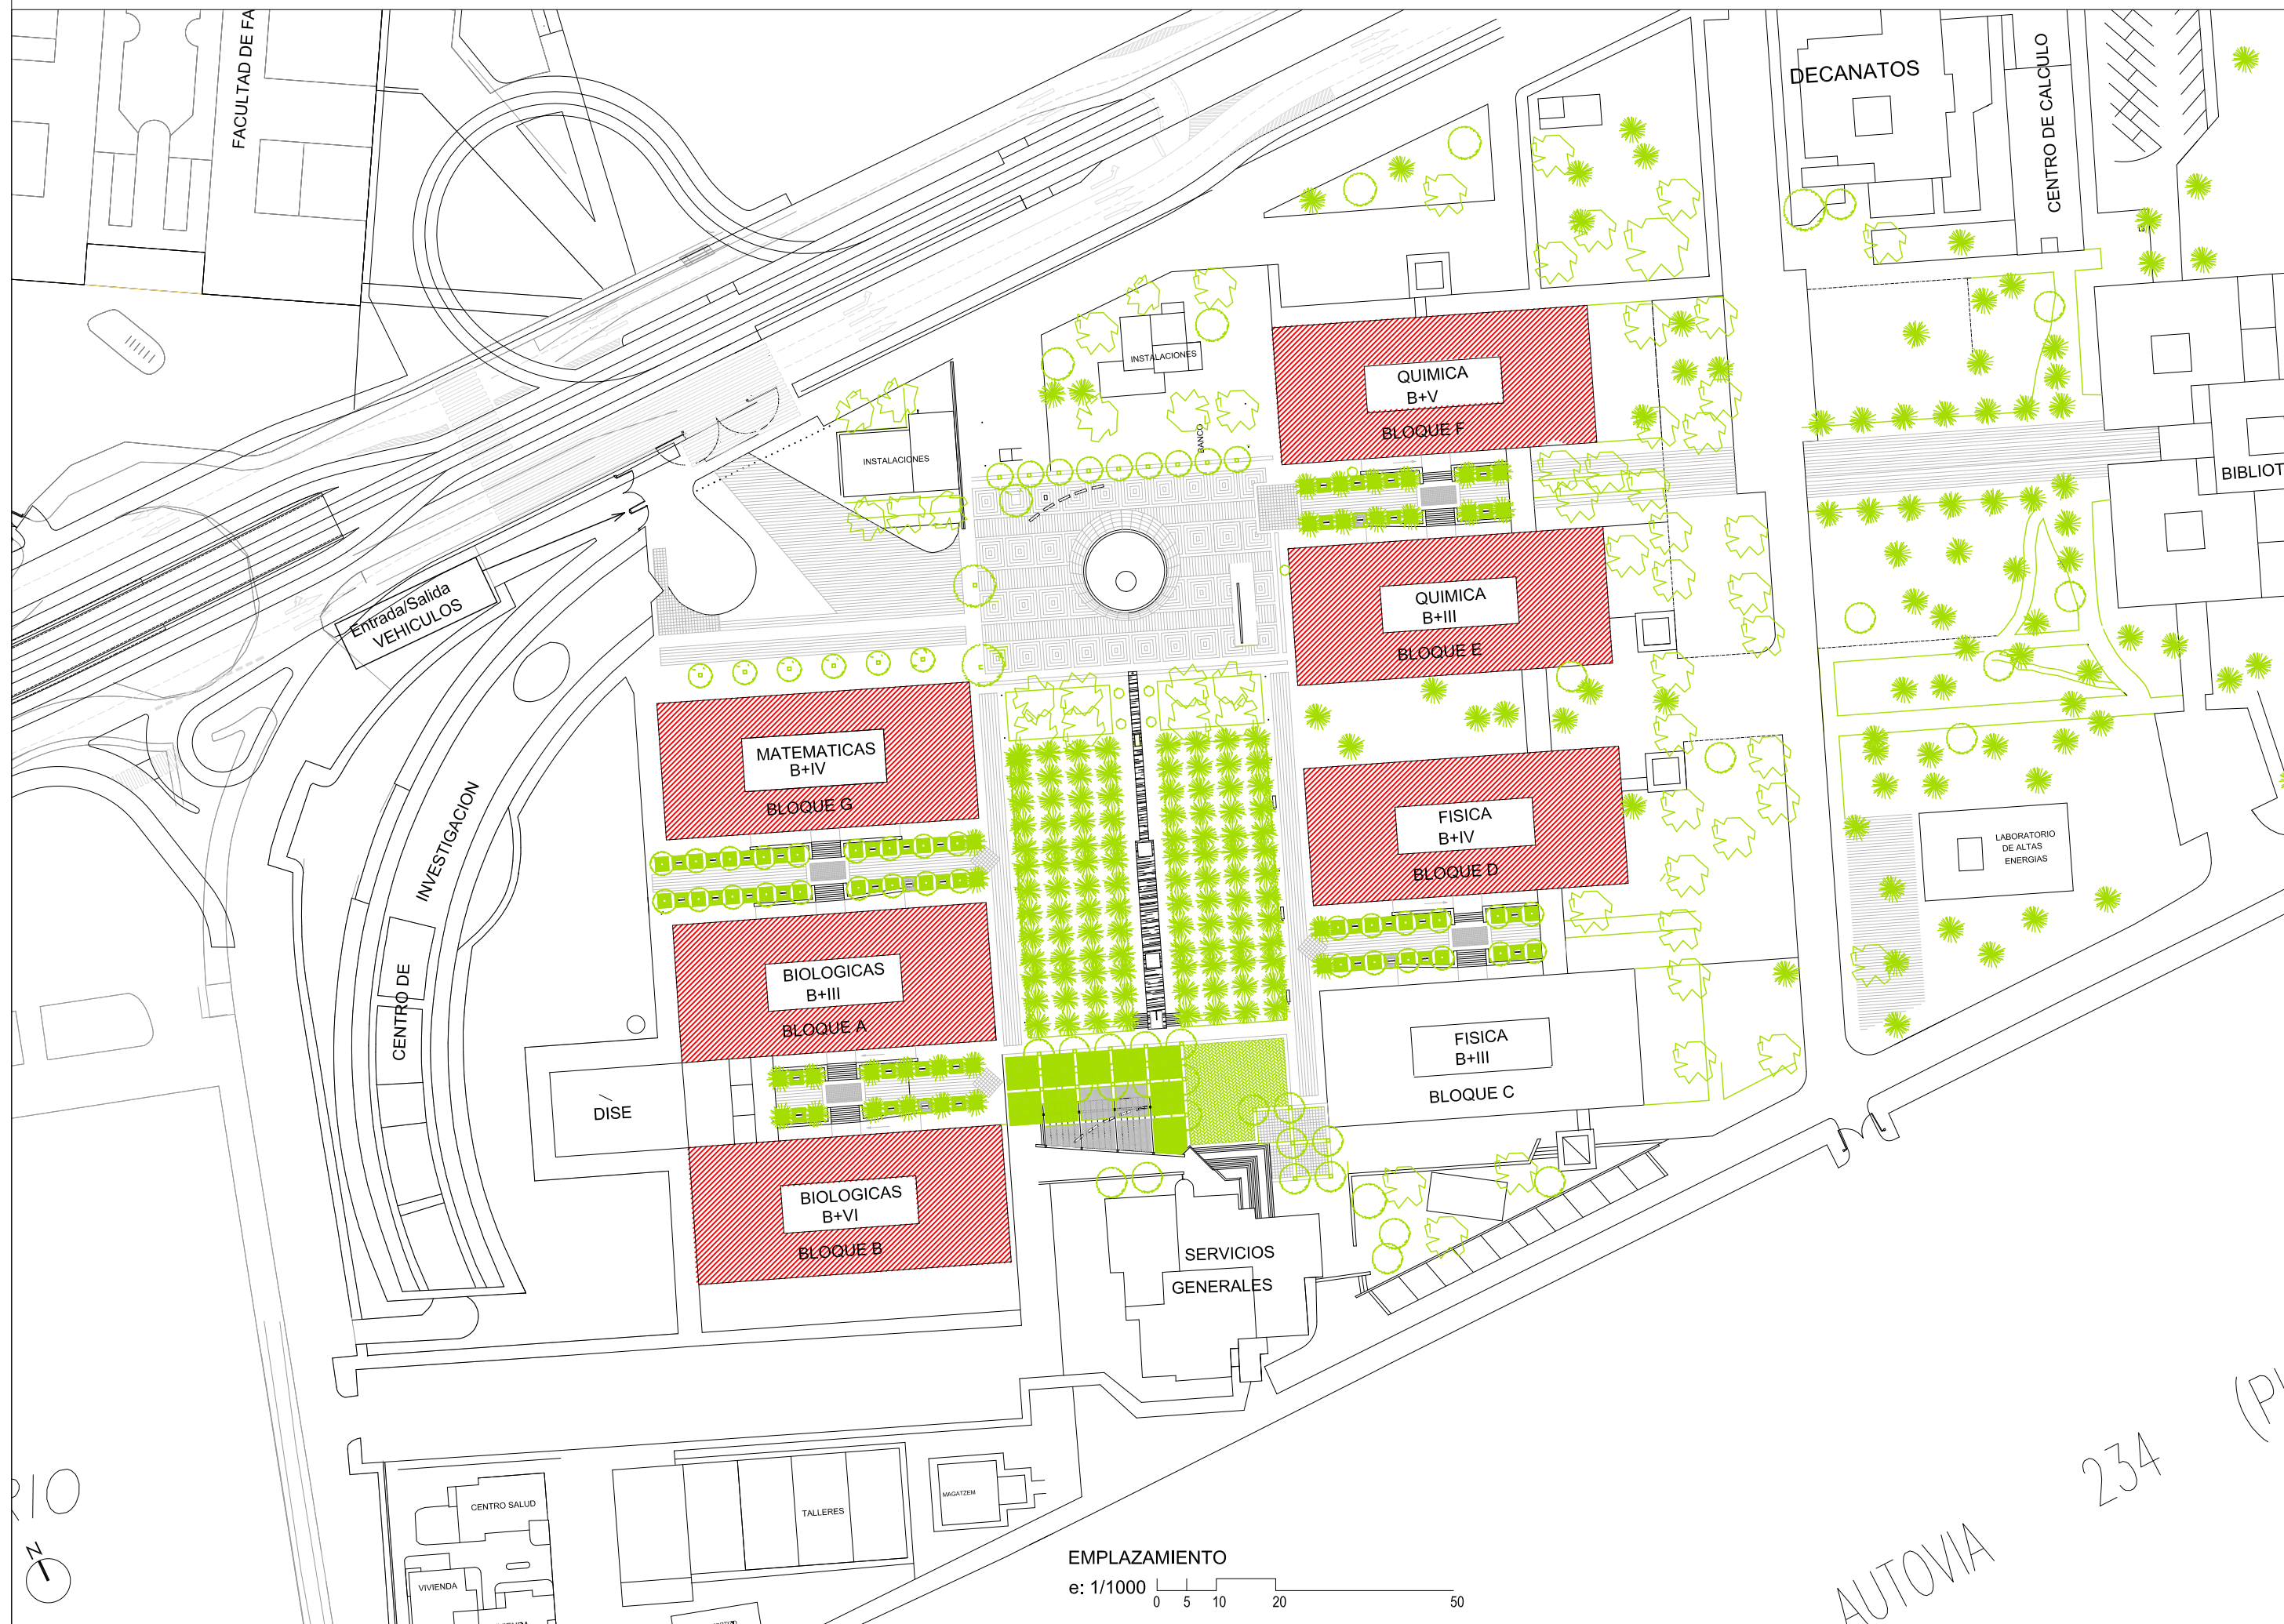 FACULTAD DE FA
DECANATOS
CENTRO DE CALCULO
INSTALACIONES
QUIMICA
B+V
BLOQUE F
BANCO
INSTALACIONES
BIBLIOT
Entrada/Salida
VEHICULOS
QUIMICA
B+III
BLOQUE E
MATEMATICAS
B+IV
BLOQUE G
FISICA
B+IV
BLOQUE D
LABORATORIO
DE ALTAS
ENERGIAS
CENTRO DE
INVESTIGACION
BIOLOGICAS
B+III
BLOQUE A
FISICA
B+III
BLOQUE C
DISE
BIOLOGICAS
B+VI
BLOQUE B
SERVICIOS
GENERALES
RIO
N
CENTRO SALUD
VIVIENDA
TALLERES
MAGATZEM
EMPLAZAMIENTO
e: 1/1000
0 5 10 20 50
AUTOVIA 234 (P